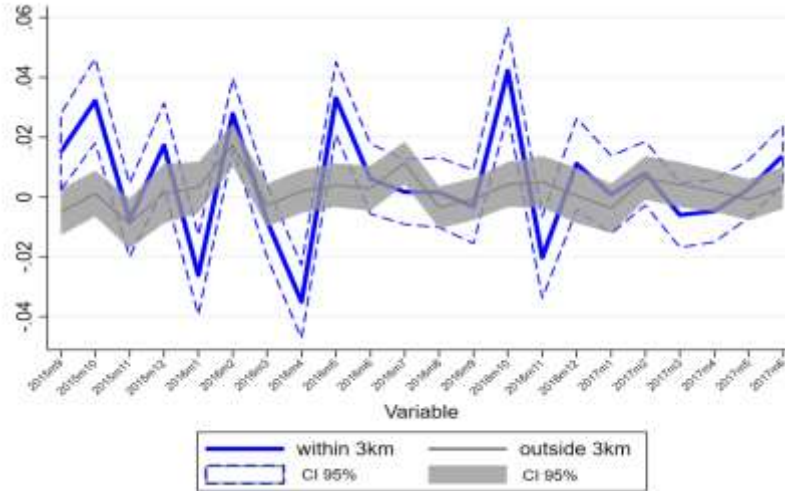 .06
.04
.02
0
-.02
-.04
2015m9
2015m10
2015m11
2015m12
2016m1
2016m2
2016m3
2016m4
2016m5
2016m6
2016m7
2016m8
2016m9
2016m10
2016m11
2016m12
2017m1
2017m2
2017m3
2017m4
2017m5
2017m6
Variable
within 3km outside 3km
CI 95% CI 95%